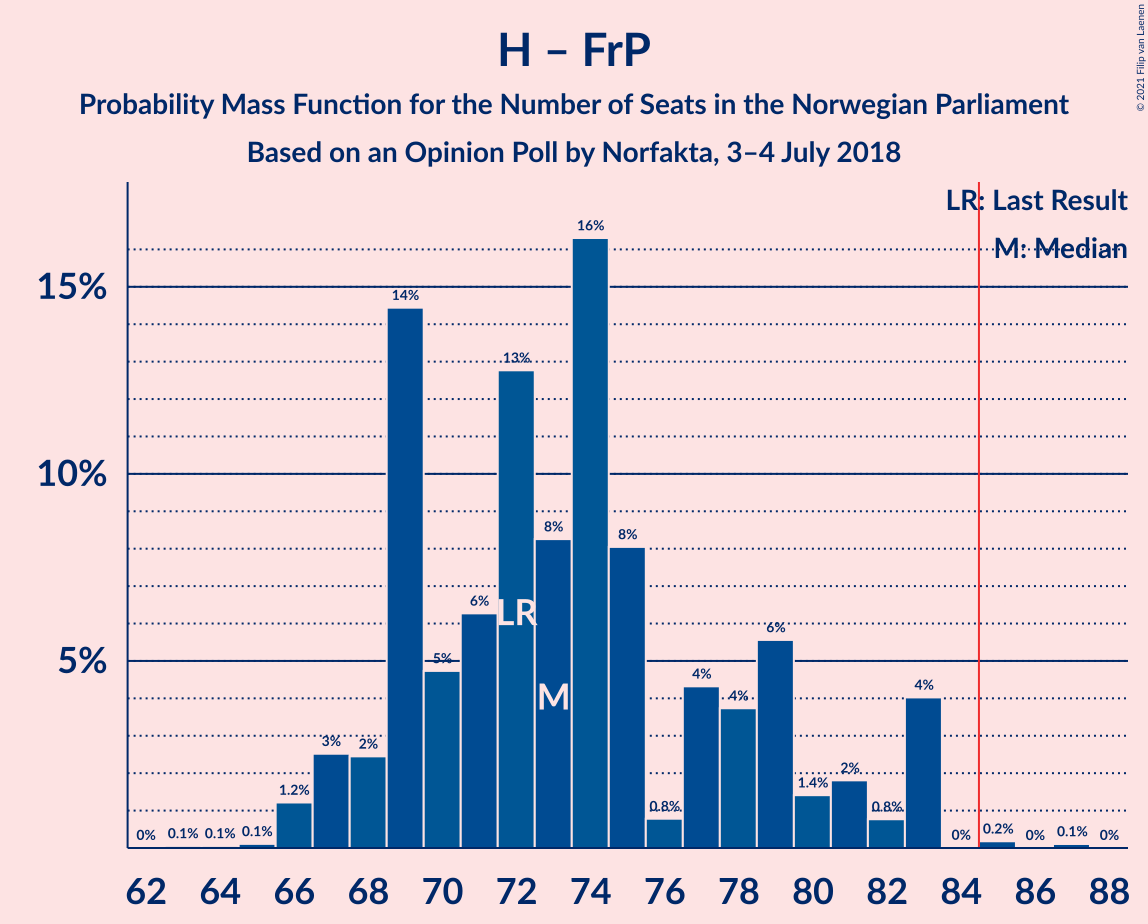 H – FrP
Probability Mass Function for the Number of Seats in the Norwegian Parliament
Based on an Opinion Poll by Norfakta, 3–4 July 2018
© 2021 Filip van Laenen
LR: Last Result
M: Median
15%
10%
5%
0% 0.1% 0.1% 0.1% 1.2% 3% 2% 14% 5% 6% 13% 8% 16% 8% 0.8% 4% 4% 6% 1.4% 2% 0.8% 4% 0% 0.2% 0% 0.1% 0%
LR
M
62 64 66 68 70 72 74 76 78 80 82 84 86 88